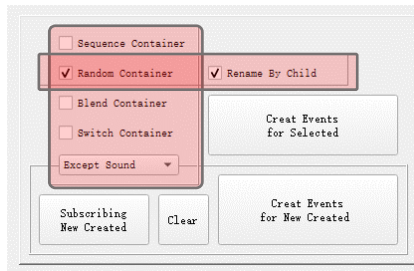 Sequence Container
Random Container
Rename By Child
Blend Container
Switch Container
Creat Events
for Selected
Except Sound
Subscribing
New Created
Clear
Creat Events
for New Created